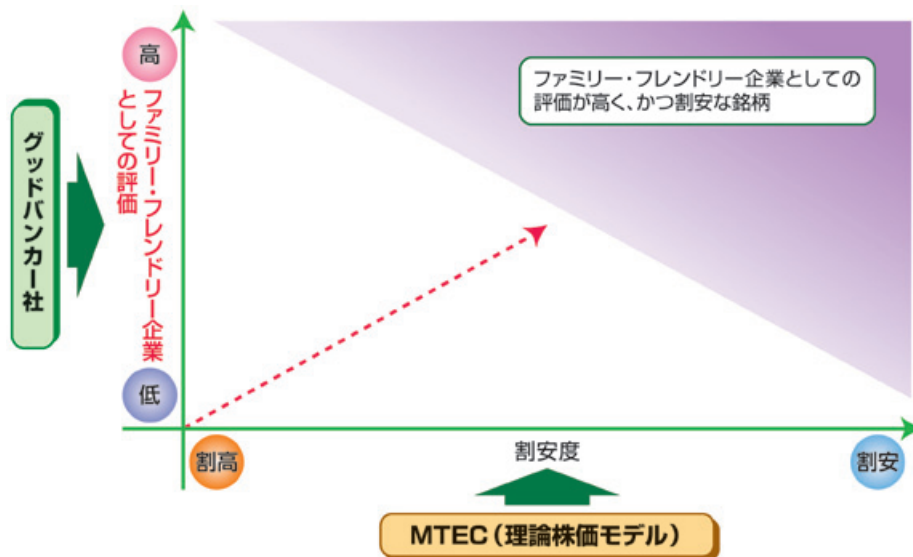 高
ファミリー・フレンドリー企業としての
評価が高く、かつ割安な銘柄
グッドバンカー社
ファミリー・フレンドリー企業
としての評価
低
割高
割安度
割安
MTEC（理論株価モデル）